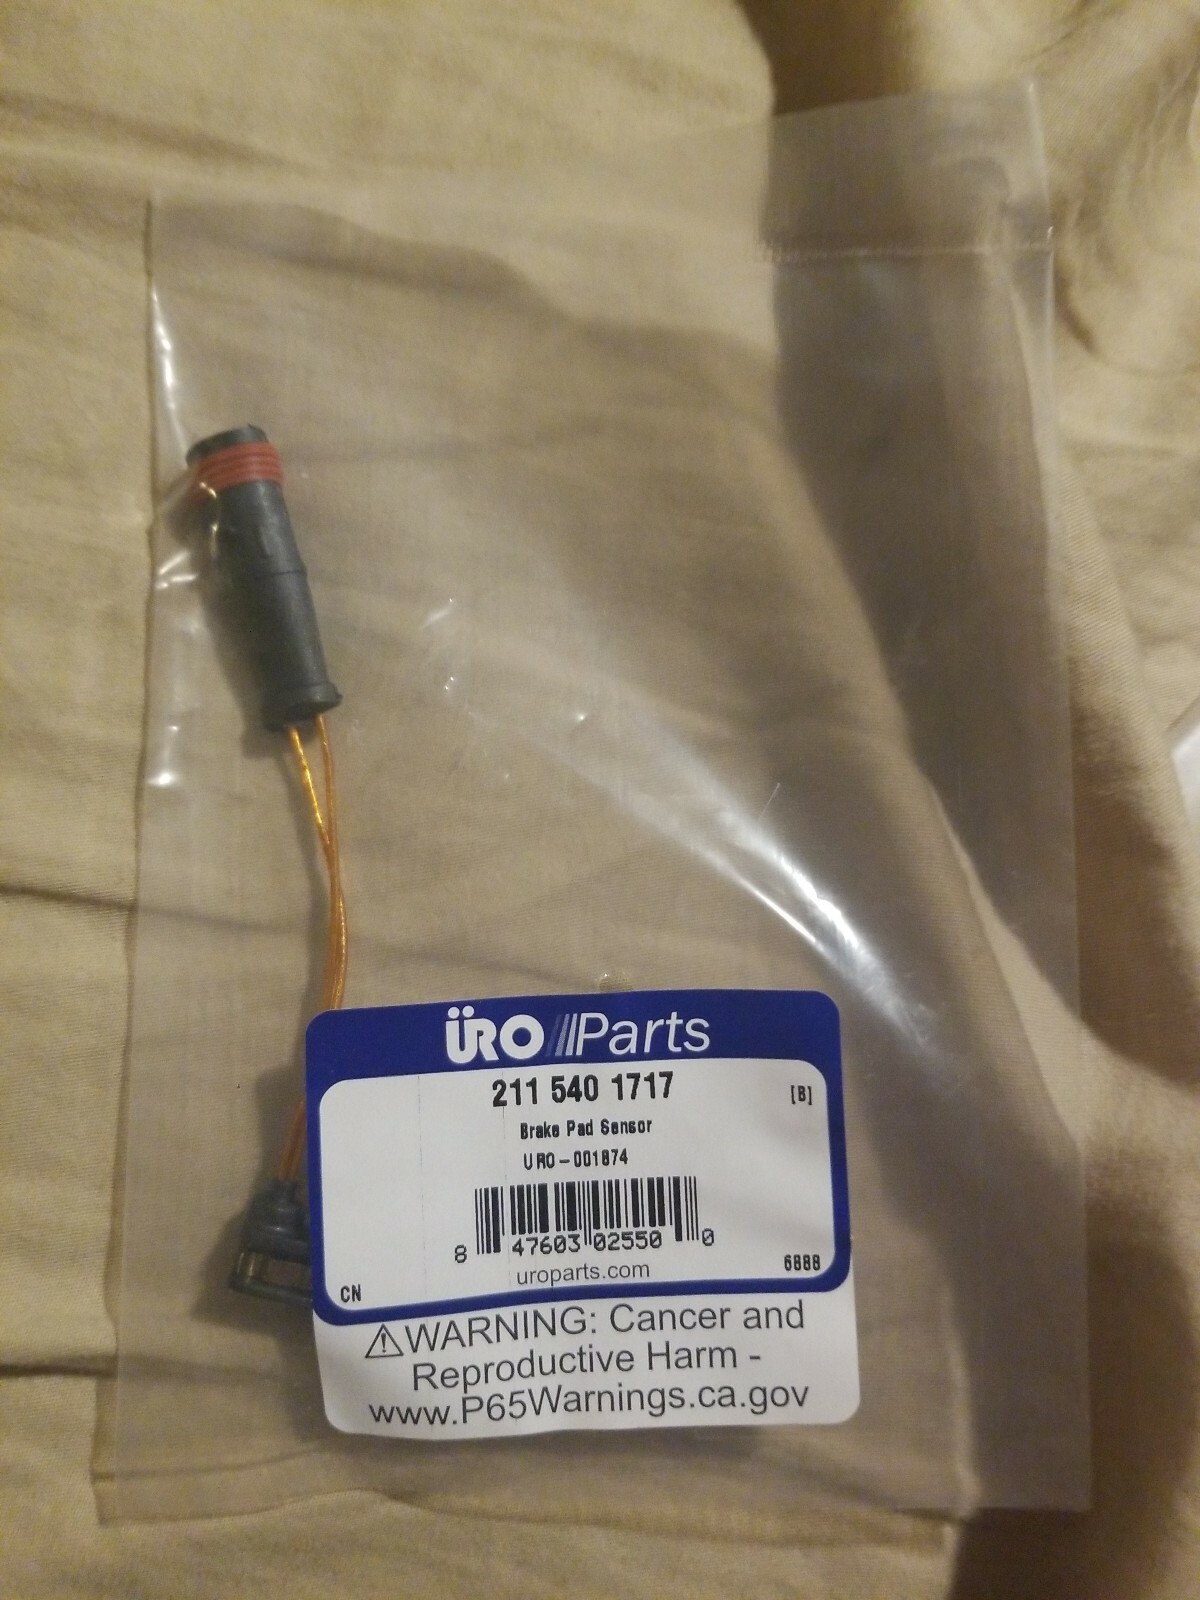 ÜRO Parts
211 540 1717
[B]
Brake Pad Sensor
URO-001874
8 47603 02550 0
uroparts.com
CN
6888
⚠WARNING: Cancer and
Reproductive Harm -
www.P65Warnings.ca.gov